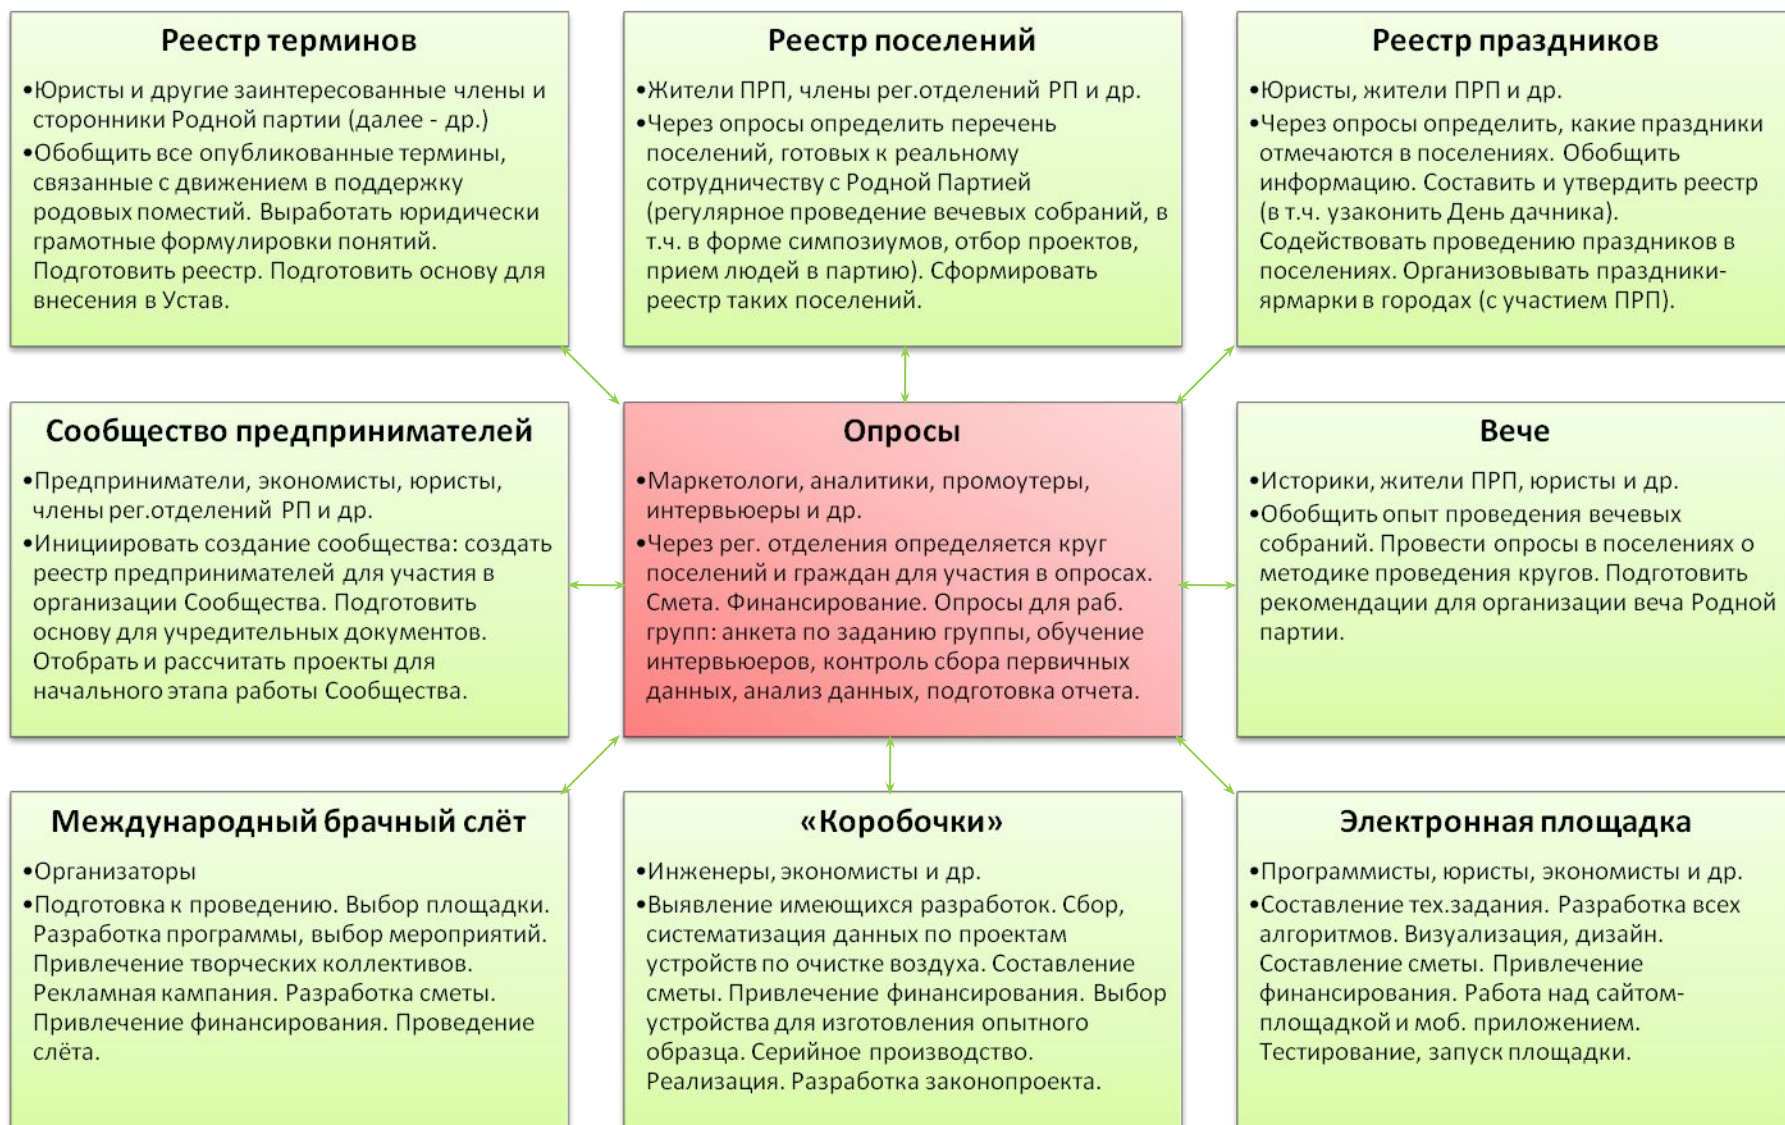 Реестр терминов
•Юристы и другие заинтересованные члены и
сторонники Родной партии (далее - др.)
•Обобщить все опубликованные термины,
связанные с движением в поддержку
родовых поместий. Выработать юридически
грамотные формулировки понятий.
Подготовить реестр. Подготовить основу для
внесения в Устав.
Реестр поселений
•Жители ПРП, члены рег.отделений РП и др.
•Через опросы определить перечень
поселений, готовых к реальному
сотрудничеству с Родной Партией
(регулярное проведение вечевых собраний, в
т.ч. в форме симпозиумов, отбор проектов,
прием людей в партию). Сформировать
реестр таких поселений.
Реестр праздников
•Юристы, жители ПРП и др.
•Через опросы определить, какие праздники
отмечаются в поселениях. Обобщить
информацию. Составить и утвердить реестр
(в т.ч. узаконить День дачника).
Содействовать проведению праздников в
поселениях. Организовывать праздники-
ярмарки в городах (с участием ПРП).
Сообщество предпринимателей
•Предприниматели, экономисты, юристы,
члены рег.отделений РП и др.
•Инициировать создание сообщества: создать
реестр предпринимателей для участия в
организации Сообщества. Подготовить
основу для учредительных документов.
Отобрать и рассчитать проекты для
начального этапа работы Сообщества.
Опросы
•Маркетологи, аналитики, промоутеры,
интервьюеры и др.
•Через рег. отделения определяется круг
поселений и граждан для участия в опросах.
Смета. Финансирование. Опросы для раб.
групп: анкета по заданию группы, обучение
интервьюеров, контроль сбора первичных
данных, анализ данных, подготовка отчета.
Вече
•Историки, жители ПРП, юристы и др.
•Обобщить опыт проведения вечевых
собраний. Провести опросы в поселениях о
методике проведения кругов. Подготовить
рекомендации для организации веча Родной
партии.
Международный брачный слёт
•Организаторы
•Подготовка к проведению. Выбор площадки.
Разработка программы, выбор мероприятий.
Привлечение творческих коллективов.
Рекламная кампания. Разработка сметы.
Привлечение финансирования. Проведение
слёта.
«Коробочки»
•Инженеры, экономисты и др.
•Выявление имеющихся разработок. Сбор,
систематизация данных по проектам
устройств по очистке воздуха. Составление
сметы. Привлечение финансирования. Выбор
устройства для изготовления опытного
образца. Серийное производство.
Реализация. Разработка законопроекта.
Электронная площадка
•Программисты, юристы, экономисты и др.
•Составление тех.задания. Разработка всех
алгоритмов. Визуализация, дизайн.
Составление сметы. Привлечение
финансирования. Работа над сайтом-
площадкой и моб. приложением.
Тестирование, запуск площадки.